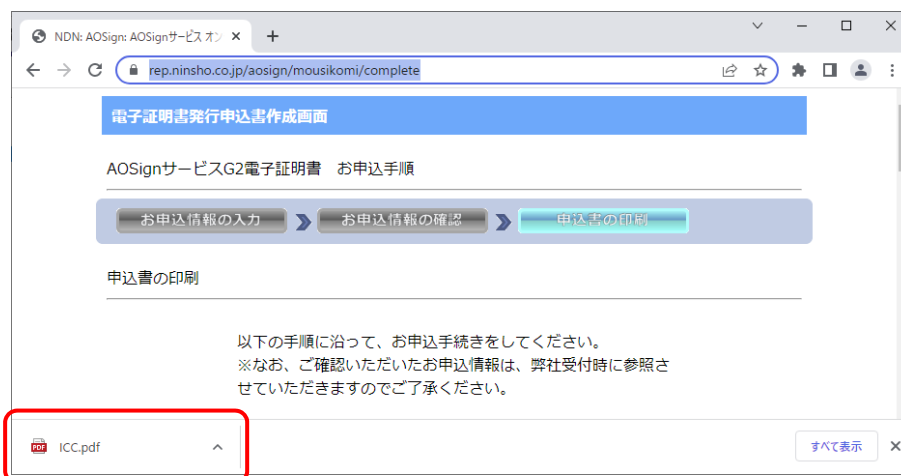 NDN: AOSign: AOSignサービス オン
rep.ninsho.co.jp/aosign/mousikomi/complete
電子証明書発行申込書作成画面
AOSignサービスG2電子証明書 お申込手順
お申込情報の入力 お申込情報の確認 申込書の印刷
申込書の印刷
以下の手順に沿って、お申込手続きをしてください。
※なお、ご確認いただいたお申込情報は、弊社受付時に参照さ
せていただきますのでご了承ください。
PDF ICC.pdf すべて表示